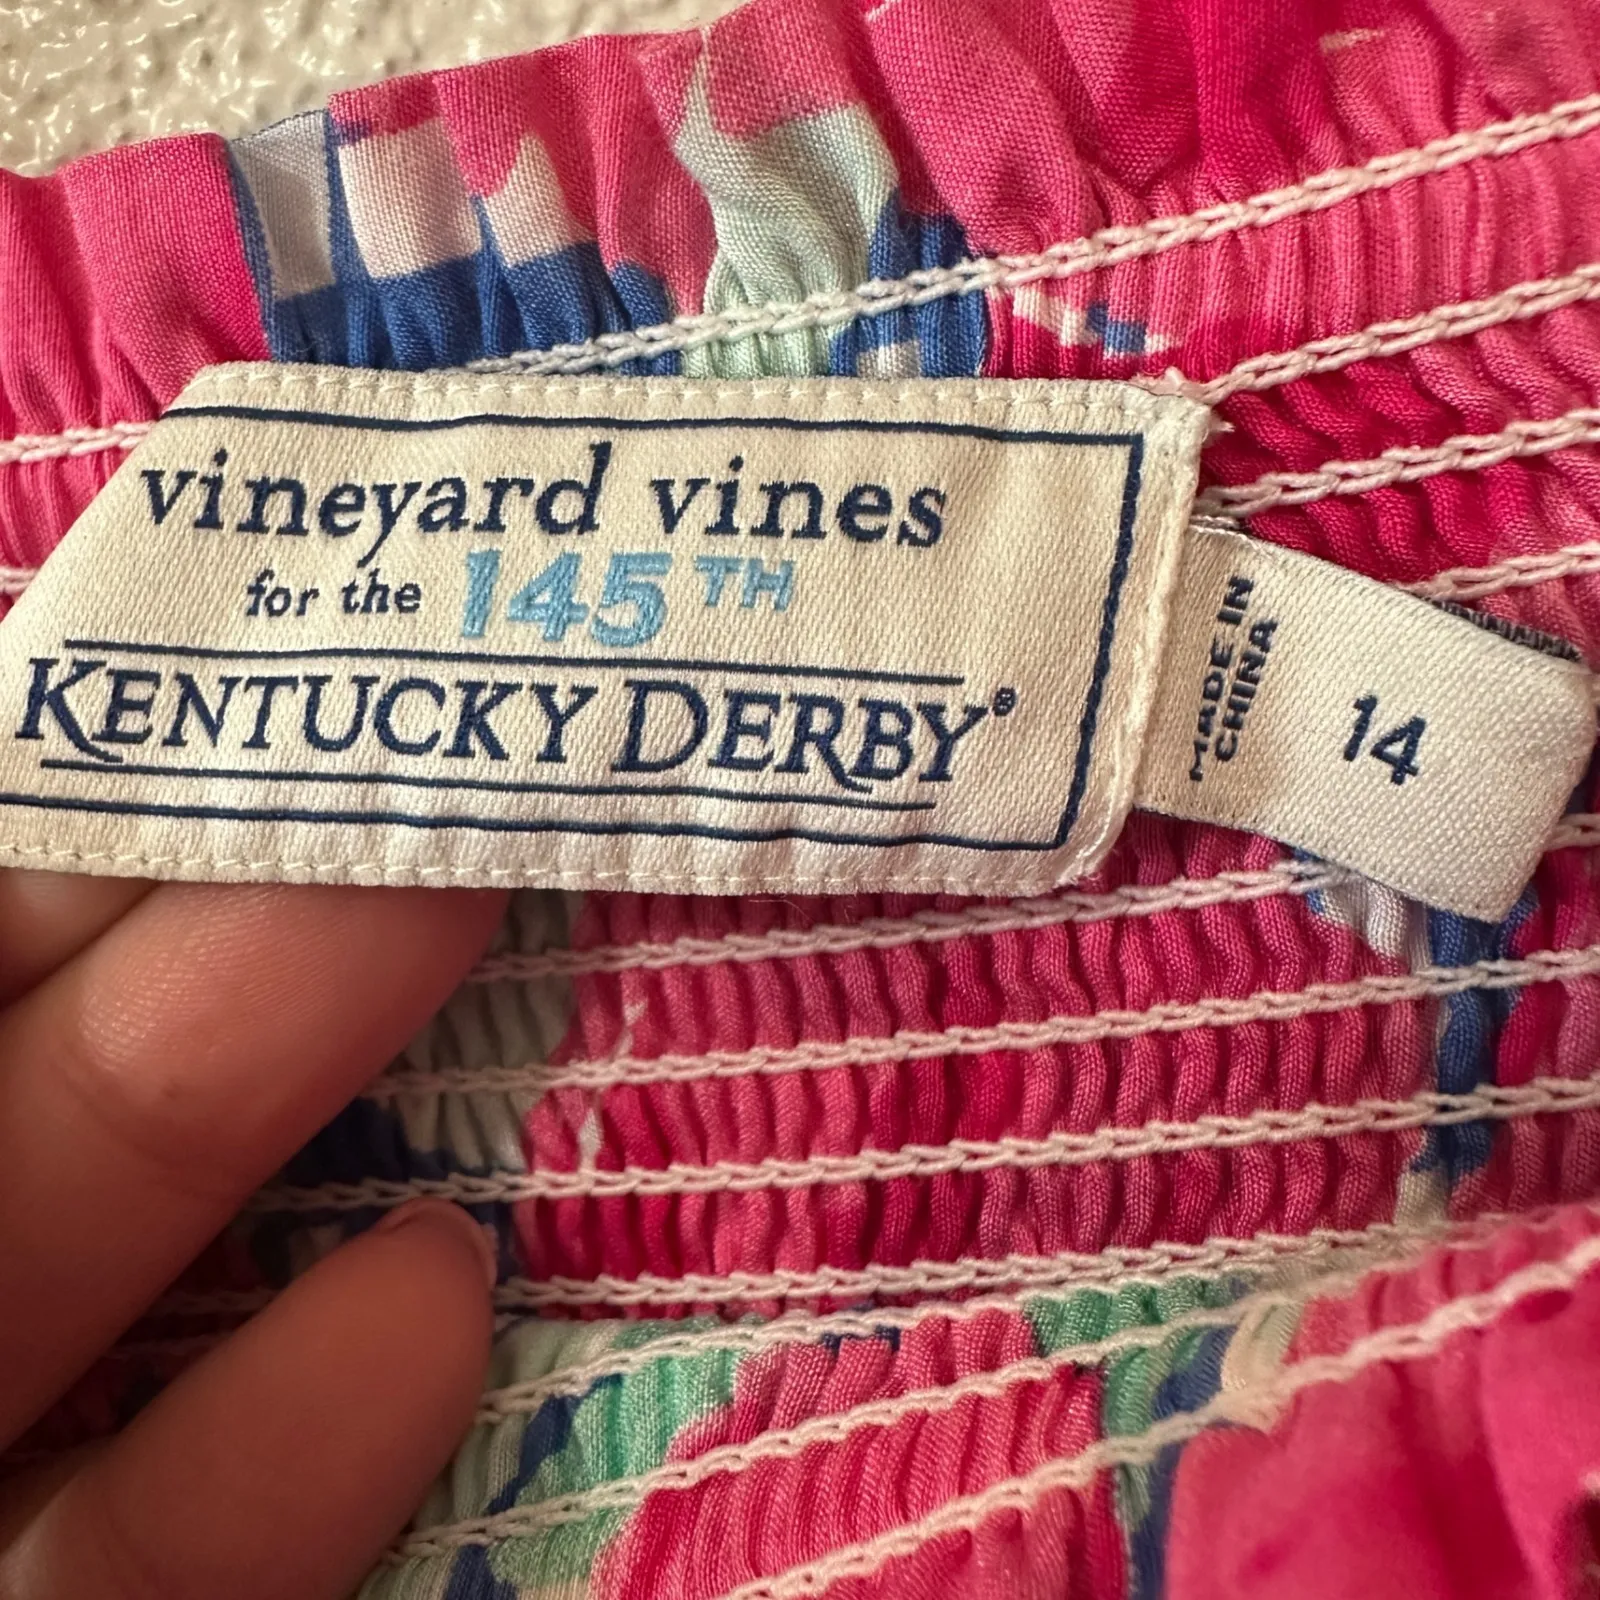 vineyard vines
for the 145TH
KENTUCKY DERBY®
MADE IN
CHINA
14